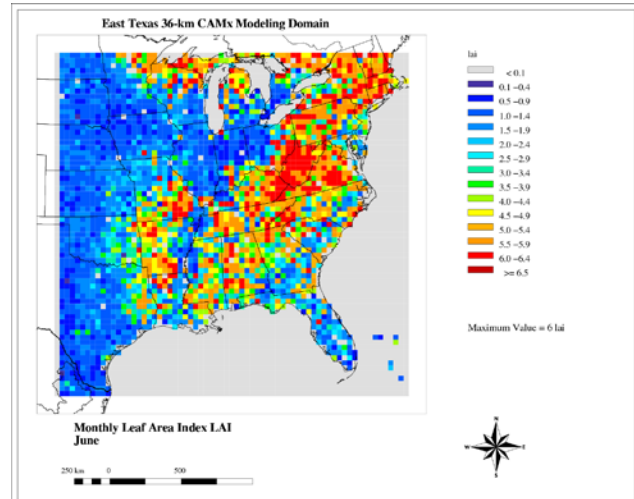 East Texas 36-km CAMx Modeling Domain
lai
< 0.1
0.1 –0.4
0.5 –0.9
1.0 –1.4
1.5 –1.9
2.0 –2.4
2.5 –2.9
3.0 –3.4
3.5 –3.9
4.0 –4.4
4.5 –4.9
5.0 –5.4
5.5 –5.9
6.0 –6.4
>= 6.5
Maximum Value = 6 lai
Monthly Leaf Area Index LAI
June
250 km 0 500
N
W E
S